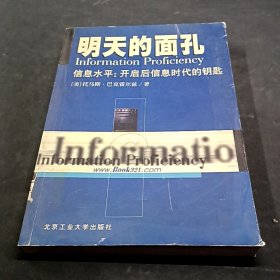 明天的面孔
Information Proficiency
信息水平：开启后信息时代的钥匙
［美］托马斯·巴克霍尔兹／著
Informatio
Information Proficiency
www.Book321.com
北京工业大学出版社